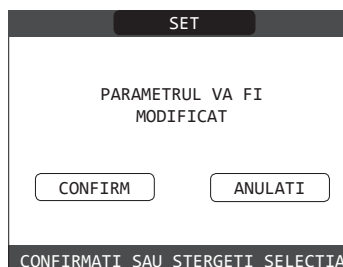 SET
PARAMETRUL VA FI
MODIFICAT
CONFIRM ANULATI
CONFIRMATI SAU STERGETI SELECTIA